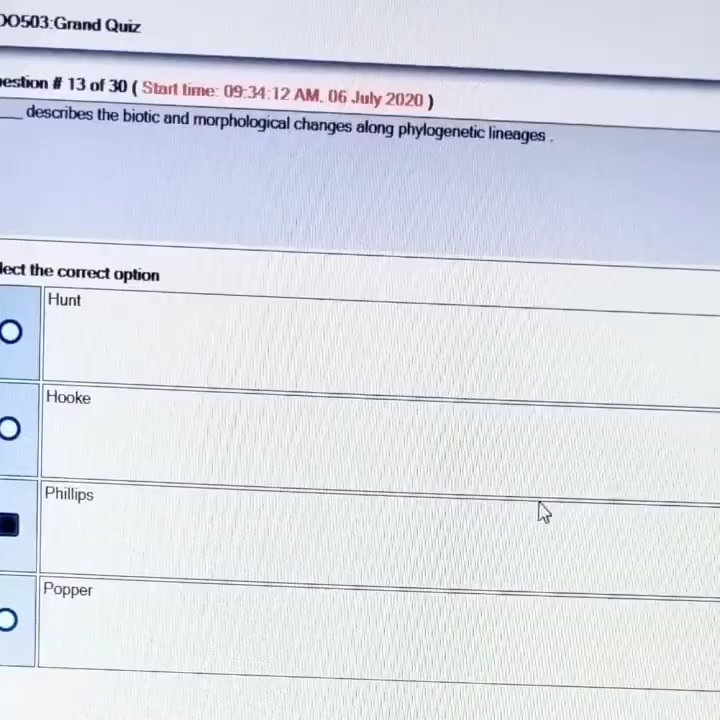 OO503:Grand Quiz
estion # 13 of 30 ( Start time: 09:34:12 AM, 06 July 2020 )
___ describes the biotic and morphological changes along phylogenetic lineages .
lect the correct option
Hunt
Hooke
Phillips
Popper